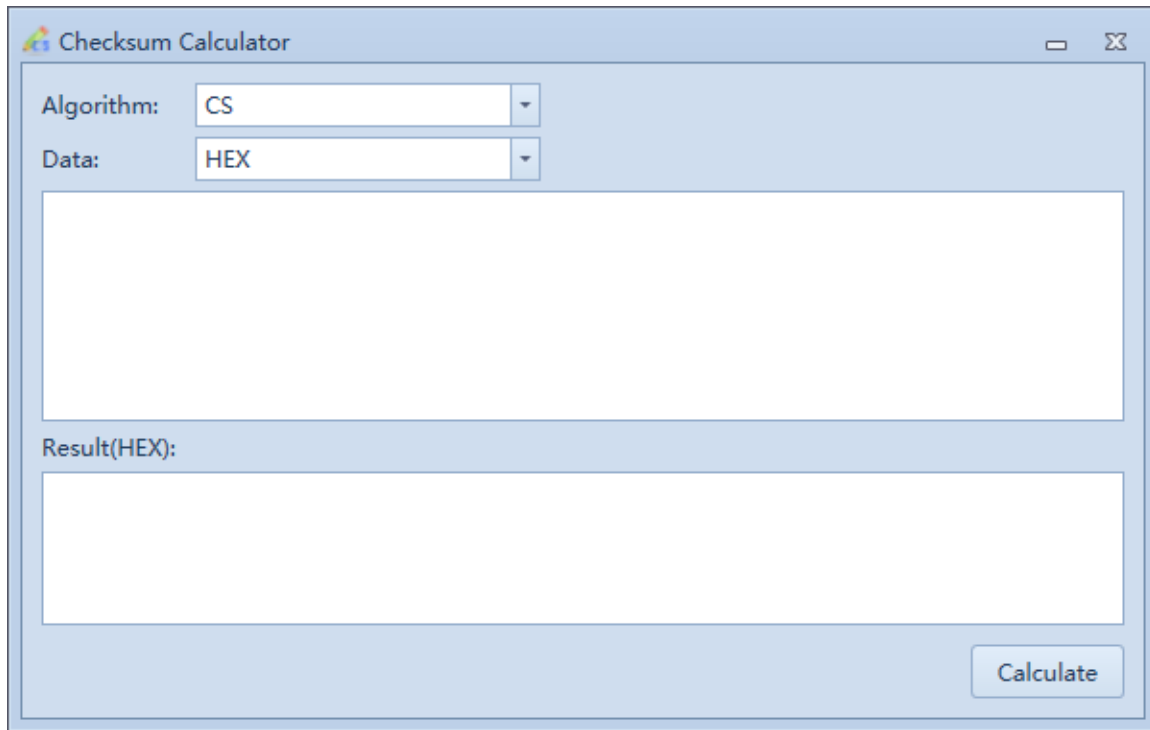 Checksum Calculator
Algorithm: CS
Data: HEX
Result(HEX):
Calculate